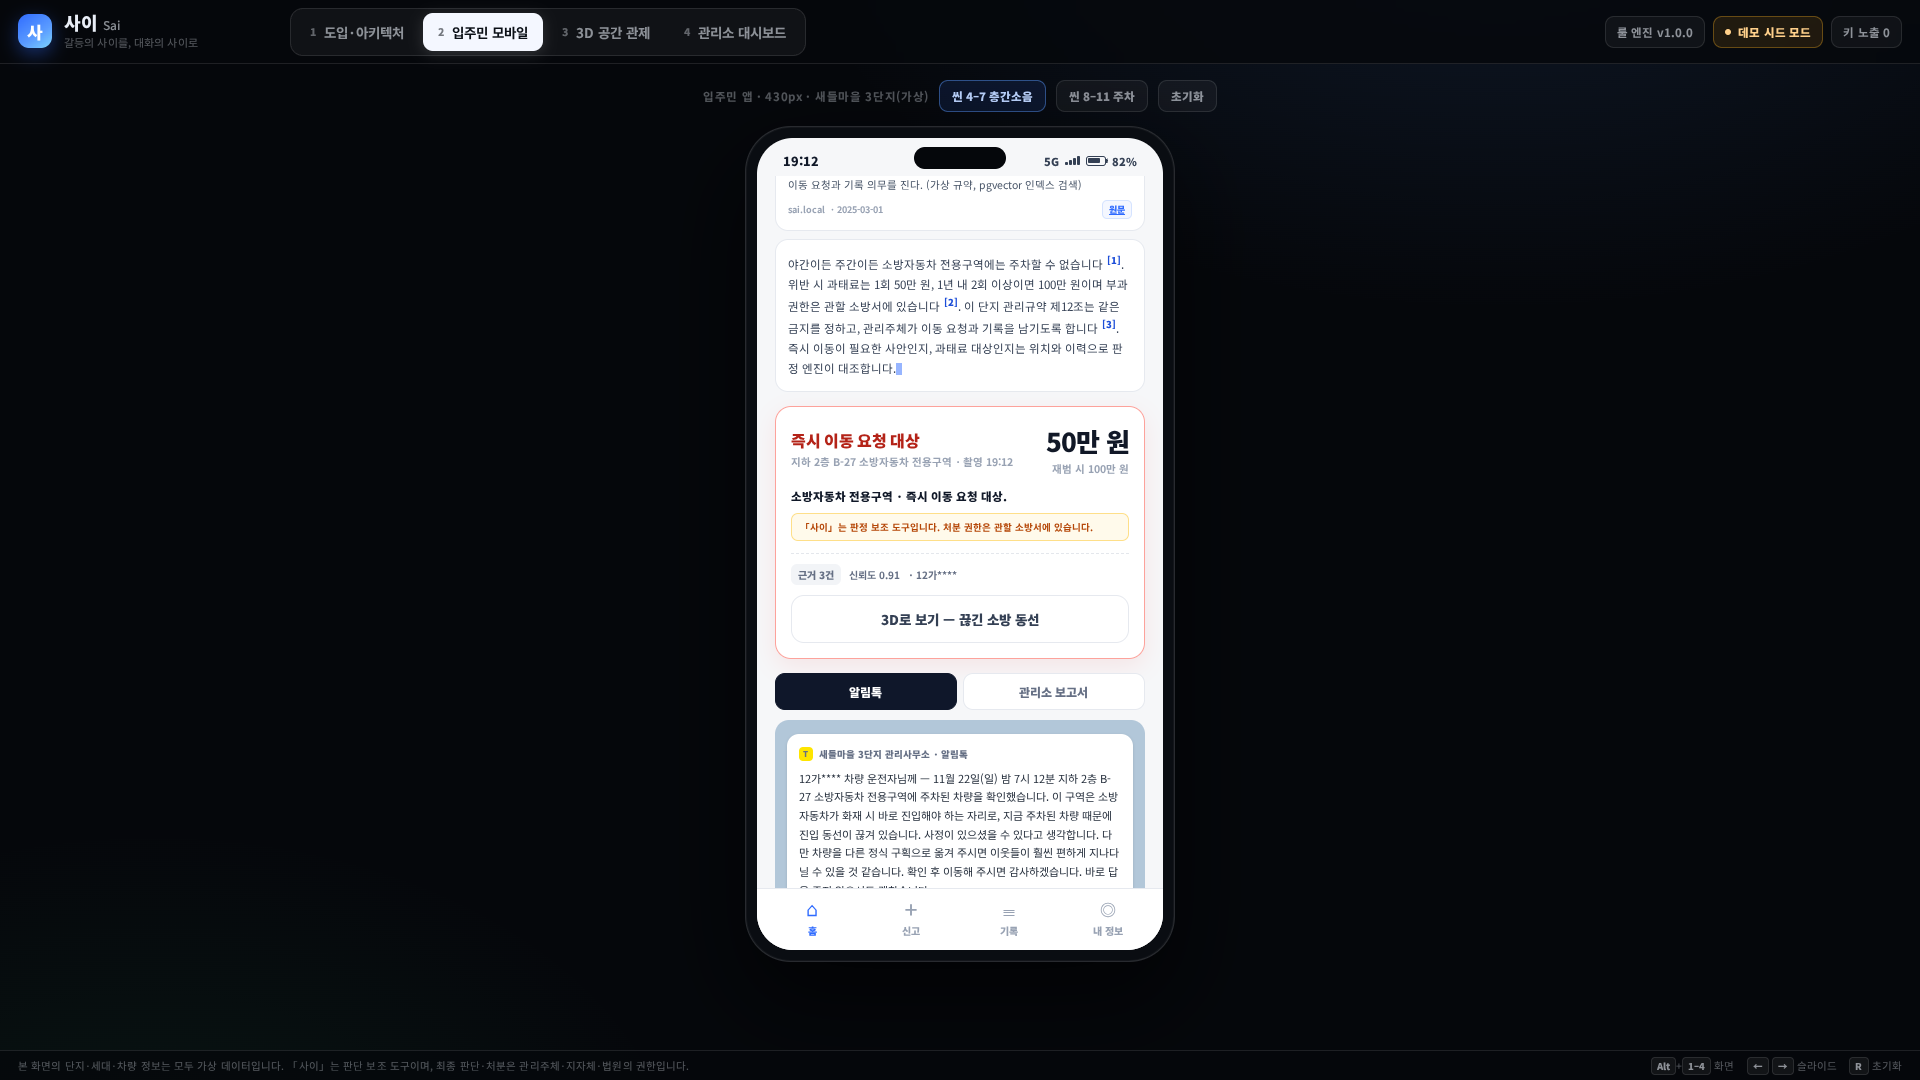 사
사이 Sai
갈등의 사이를, 대화의 사이로
1 도입·아키텍처
2 입주민 모바일
3 3D 공간 관제
4 관리소 대시보드
룰 엔진 v1.0.0
데모 시드 모드
키 노출 0
입주민 앱 · 430px · 새들마을 3단지(가상)
씬 4–7 층간소음
씬 8–11 주차
초기화
19:12
5G 82%
이동 요청과 기록 의무를 진다. (가상 규약, pgvector 인덱스 검색)
sai.local · 2025-03-01
원문
야간이든 주간이든 소방자동차 전용구역에는 주차할 수 없습니다 [1].
위반 시 과태료는 1회 50만 원, 1년 내 2회 이상이면 100만 원이며 부과
권한은 관할 소방서에 있습니다 [2]. 이 단지 관리규약 제12조는 같은
금지를 정하고, 관리주체가 이동 요청과 기록을 남기도록 합니다 [3].
즉시 이동이 필요한 사안인지, 과태료 대상인지는 위치와 이력으로 판
정 엔진이 대조합니다.
즉시 이동 요청 대상
지하 2층 B-27 소방자동차 전용구역 · 촬영 19:12
50만 원
재범 시 100만 원
소방자동차 전용구역 · 즉시 이동 요청 대상.
「사이」는 판정 보조 도구입니다. 처분 권한은 관할 소방서에 있습니다.
근거 3건 신뢰도 0.91 · 12가****
3D로 보기 — 끊긴 소방 동선
알림톡
관리소 보고서
T 새들마을 3단지 관리사무소 · 알림톡
12가**** 차량 운전자님께 — 11월 22일(일) 밤 7시 12분 지하 2층 B-
27 소방자동차 전용구역에 주차된 차량을 확인했습니다. 이 구역은 소방
자동차가 화재 시 바로 진입해야 하는 자리로, 지금 주차된 차량 때문에
진입 동선이 끊겨 있습니다. 사정이 있으셨을 수 있다고 생각합니다. 다
만 차량을 다른 정식 구획으로 옮겨 주시면 이웃들이 훨씬 편하게 지나다
닐 수 있을 것 같습니다. 확인 후 이동해 주시면 감사하겠습니다. 바로 답
홈
신고
기록
내 정보
본 화면의 단지·세대·차량 정보는 모두 가상 데이터입니다. 「사이」는 판단 보조 도구이며, 최종 판단·처분은 관리주체·지자체·법원의 권한입니다.
Alt+1–4 화면 ← → 슬라이드 R 초기화